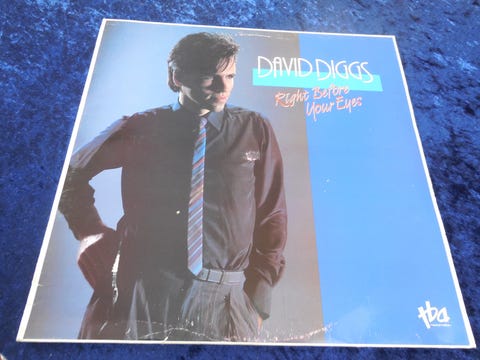 DAVID DIGGS
Right Before
Your Eyes
tba